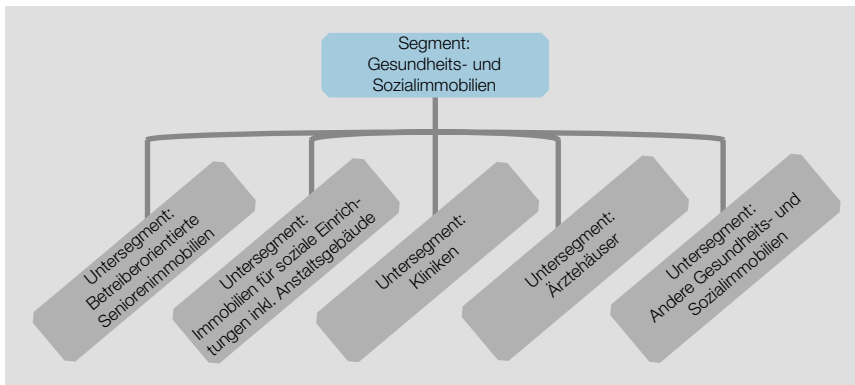 Segment:
Gesundheits- und
Sozialimmobilien
Untersegment:
Betreiberorientierte
Seniorenimmobilien
Untersegment:
Immobilien für soziale Einrich-
tungen inkl. Anstaltsgebäude
Untersegment:
Kliniken
Untersegment:
Ärztehäuser
Untersegment:
Andere Gesundheits- und
Sozialimmobilien